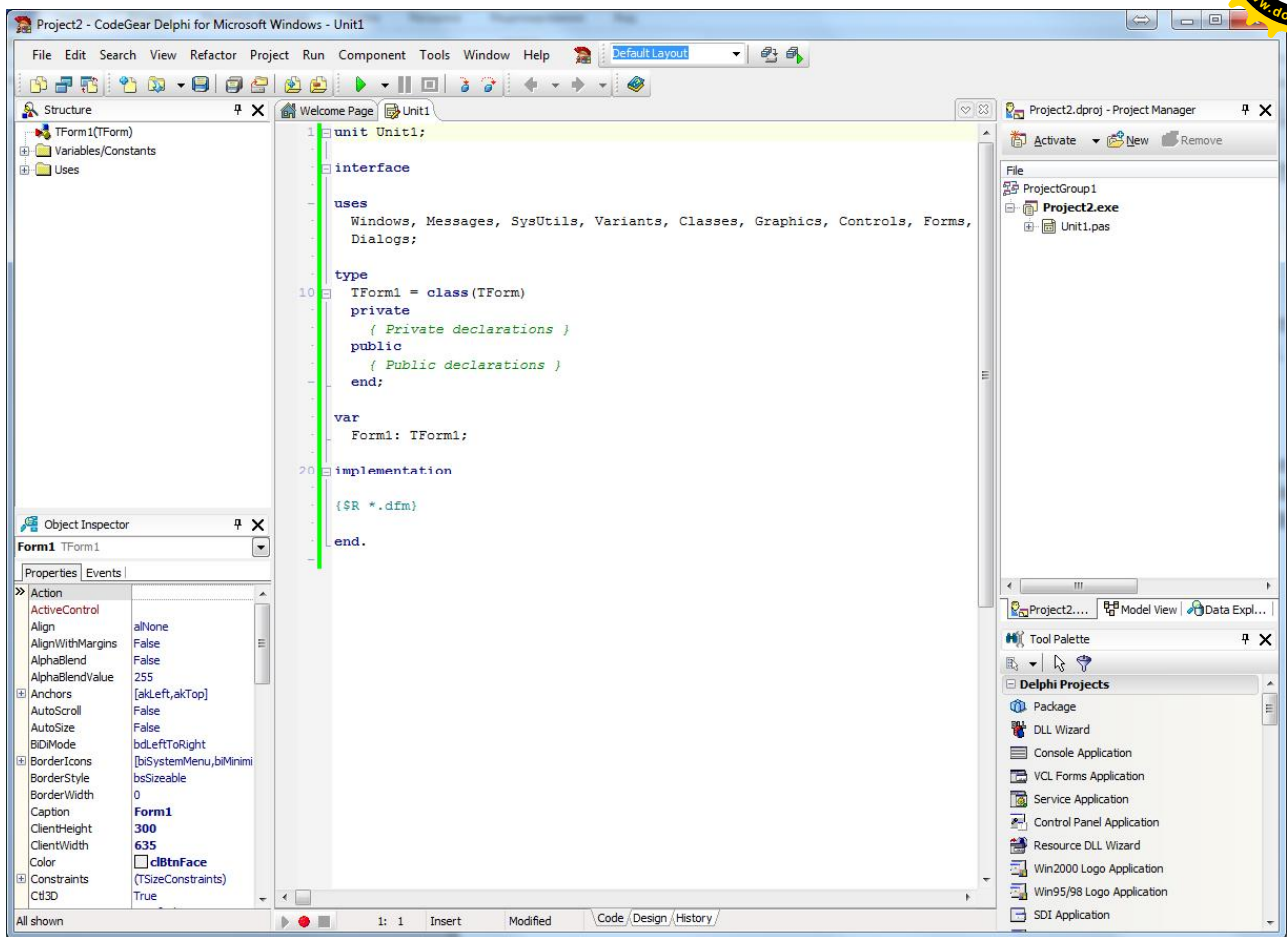 Project2 - CodeGear Delphi for Microsoft Windows - Unit1
File Edit Search View Refactor Project Run Component Tools Window Help Default Layout
Structure
TForm1(TForm)
Variables/Constants
Uses
Object Inspector
Form1 TForm1
Properties Events
Action
ActiveControl
Align alNone
AlignWithMargins False
AlphaBlend False
AlphaBlendValue 255
Anchors [akLeft,akTop]
AutoScroll False
AutoSize False
BiDiMode bdLeftToRight
BorderIcons [biSystemMenu,biMinimi
BorderStyle bsSizeable
BorderWidth 0
Caption Form1
ClientHeight 300
ClientWidth 635
Color clBtnFace
Constraints (TSizeConstraints)
Ctl3D True
All shown
Welcome Page Unit1
1 unit Unit1;
interface
uses
Windows, Messages, SysUtils, Variants, Classes, Graphics, Controls, Forms,
Dialogs;
type
10 TForm1 = class(TForm)
private
{ Private declarations }
public
{ Public declarations }
end;
var
Form1: TForm1;
20 implementation
{$R *.dfm}
end.
1: 1 Insert Modified Code Design History
Project2.dproj - Project Manager
Activate New Remove
File
ProjectGroup1
Project2.exe
Unit1.pas
Project2.... Model View Data Expl...
Tool Palette
Delphi Projects
Package
DLL Wizard
Console Application
VCL Forms Application
Service Application
Control Panel Application
Resource DLL Wizard
Win2000 Logo Application
Win95/98 Logo Application
SDI Application